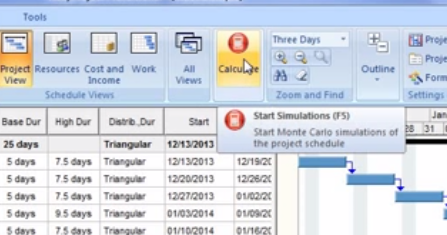 Tools
Three Days
Project View
Resources
Cost and Income
Work
All Views
Calculate
Outline
Schedule Views
Zoom and Find
Settings
Start Simulations (F5)
Start Monte Carlo simulations of
the project schedule
Base Dur High Dur Distrib._Dur Start
28 31
25 days Triangular 12/13/2013
5 days 7.5 days Triangular 12/13/2013
5 days 7.5 days Triangular 12/20/2013
5 days 7.5 days Triangular 12/27/2013
5 days 9.5 days Triangular 01/03/2014
5 days 7.5 days Triangular 01/10/2014